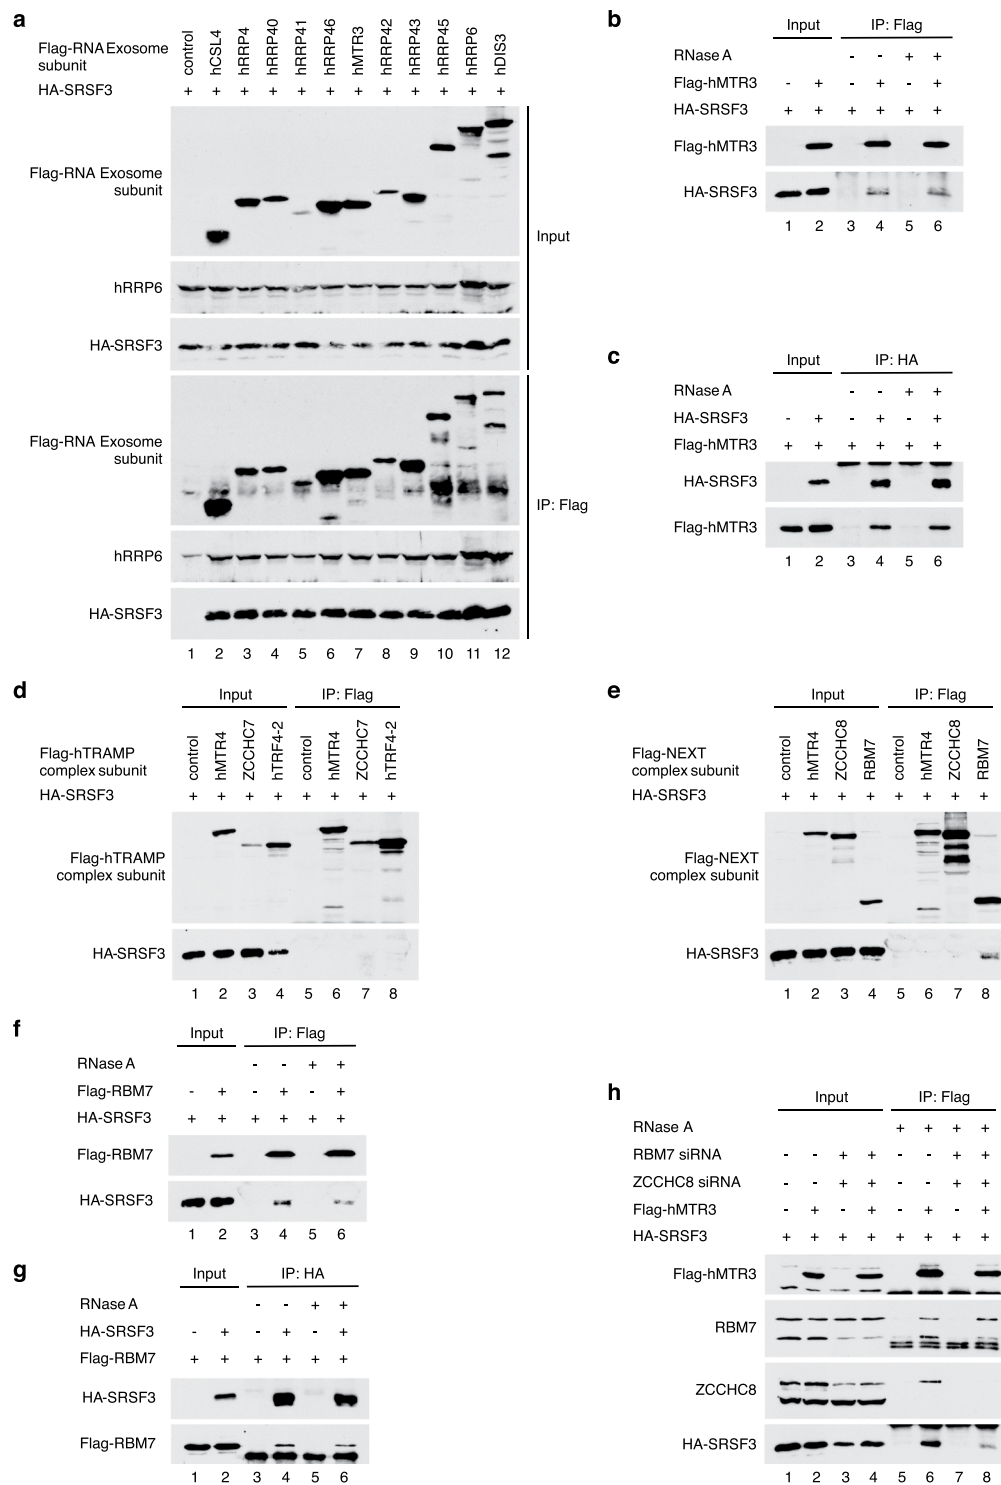 a
Flag-RNA Exosome
subunit
control
hCSL4
hRRP4
hRRP40
hRRP41
hRRP46
hMTR3
hRRP42
hRRP43
hRRP45
hRRP6
hDIS3
HA-SRSF3 + + + + + + + + + + + +
Flag-RNA Exosome
subunit
hRRP6
HA-SRSF3
Input
Flag-RNA Exosome
subunit
hRRP6
HA-SRSF3
IP: Flag
1 2 3 4 5 6 7 8 9 10 11 12
b
Input IP: Flag
RNase A - - + +
Flag-hMTR3 - + - + - +
HA-SRSF3 + + + + + +
Flag-hMTR3
HA-SRSF3
1 2 3 4 5 6
c
Input IP: HA
RNase A - - + +
HA-SRSF3 - + - + - +
Flag-hMTR3 + + + + + +
HA-SRSF3
Flag-hMTR3
1 2 3 4 5 6
d
Input IP: Flag
Flag-hTRAMP
complex subunit
control
hMTR4
ZCCHC7
hTRF4-2
control
hMTR4
ZCCHC7
hTRF4-2
HA-SRSF3 + + + + + + + +
Flag-hTRAMP
complex subunit
HA-SRSF3
1 2 3 4 5 6 7 8
e
Input IP: Flag
Flag-NEXT
complex subunit
control
hMTR4
ZCCHC8
RBM7
control
hMTR4
ZCCHC8
RBM7
HA-SRSF3 + + + + + + + +
Flag-NEXT
complex subunit
HA-SRSF3
1 2 3 4 5 6 7 8
f
Input IP: Flag
RNase A - - + +
Flag-RBM7 - + - + - +
HA-SRSF3 + + + + + +
Flag-RBM7
HA-SRSF3
1 2 3 4 5 6
g
Input IP: HA
RNase A - - + +
HA-SRSF3 - + - + - +
Flag-RBM7 + + + + + +
HA-SRSF3
Flag-RBM7
1 2 3 4 5 6
h
Input IP: Flag
RNase A + + + +
RBM7 siRNA - - + + - - + +
ZCCHC8 siRNA - - + + - - + +
Flag-hMTR3 - + - + - + - +
HA-SRSF3 + + + + + + + +
Flag-hMTR3
RBM7
ZCCHC8
HA-SRSF3
1 2 3 4 5 6 7 8